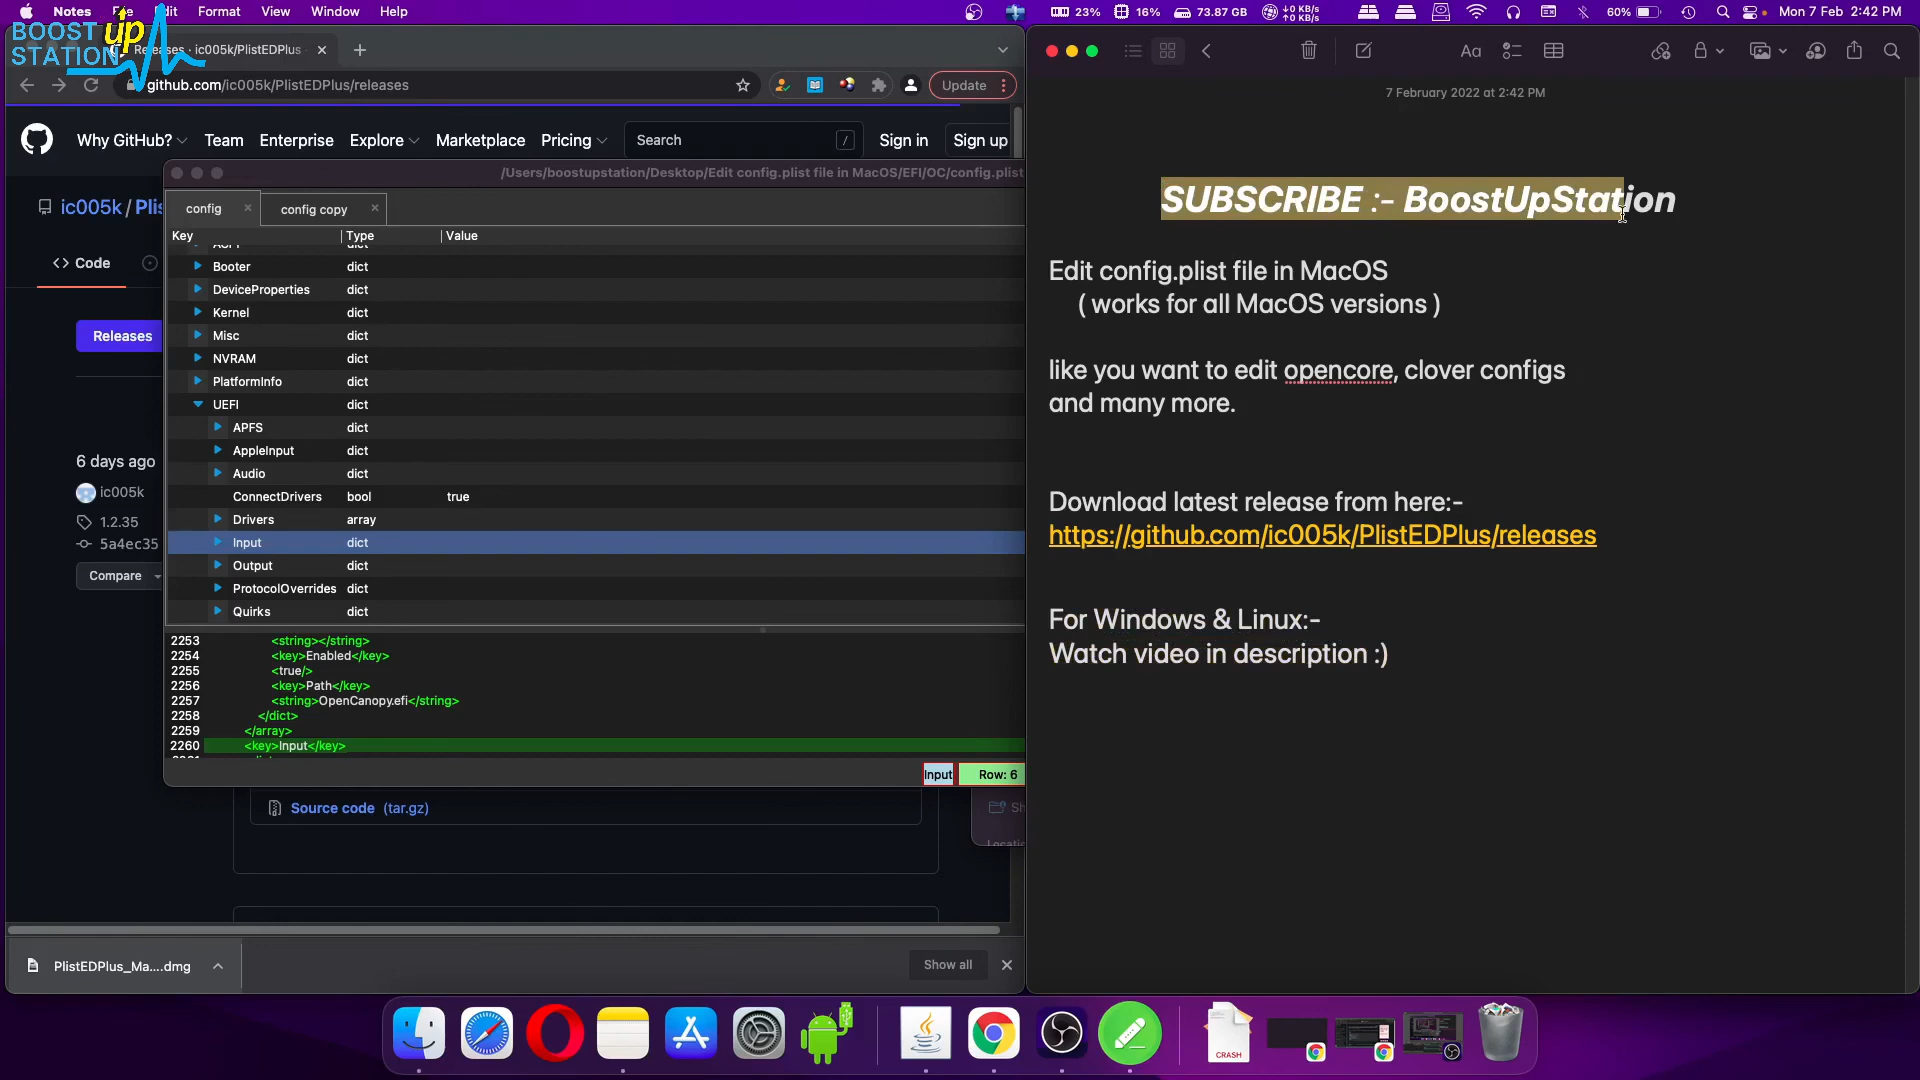 Notes File Edit Format View Window Help
23% 16% 73.87 GB 0 KB/s 0 KB/s 60% Mon 7 Feb 2:42 PM
BOOST up STATION
Releases · ic005k/PlistEDPlus
github.com/ic005k/PlistEDPlus/releases
Update
Why GitHub? Team Enterprise Explore Marketplace Pricing Search / Sign in Sign up
ic005k / Plis
<> Code
Releases
6 days ago
ic005k
1.2.35
5a4ec35
Compare
/Users/boostupstation/Desktop/Edit config.plist file in MacOS/EFI/OC/config.plist
config × config copy ×
Key Type Value
ACPI dict
Booter dict
DeviceProperties dict
Kernel dict
Misc dict
NVRAM dict
PlatformInfo dict
UEFI dict
APFS dict
AppleInput dict
Audio dict
ConnectDrivers bool true
Drivers array
Input dict
Output dict
ProtocolOverrides dict
Quirks dict
2253 <string></string>
2254 <key>Enabled</key>
2255 <true/>
2256 <key>Path</key>
2257 <string>OpenCanopy.efi</string>
2258 </dict>
2259 </array>
2260 <key>Input</key>
Input Row: 6
Source code (tar.gz)
Sh
Locatio
PlistEDPlus_Ma....dmg
Show all
Aa
7 February 2022 at 2:42 PM
SUBSCRIBE :- BoostUpStation
Edit config.plist file in MacOS
( works for all MacOS versions )
like you want to edit opencore, clover configs
and many more.
Download latest release from here:-
https://github.com/ic005k/PlistEDPlus/releases
For Windows & Linux:-
Watch video in description :)
CRASH